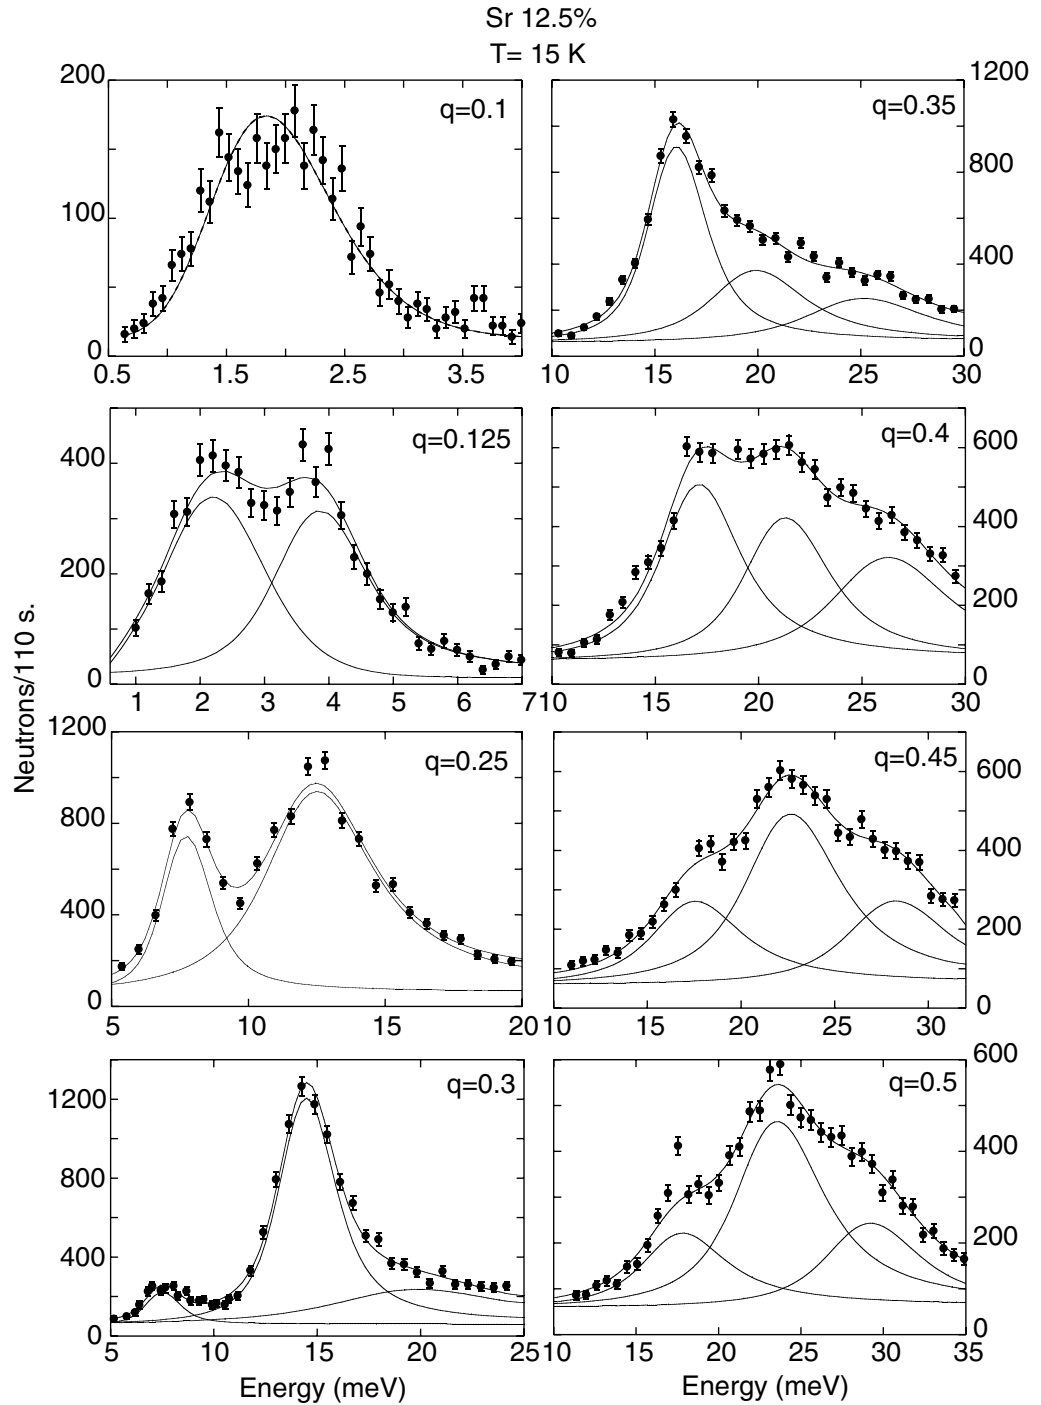 Sr 12.5%
T= 15 K
200
100
0
q=0.1
0.5 1.5 2.5 3.5
1200
800
400
0
q=0.35
10 15 20 25 30
400
200
0
q=0.125
1 2 3 4 5 6 7
600
400
200
0
q=0.4
10 15 20 25 30
1200
800
400
0
q=0.25
5 10 15 20
600
400
200
0
q=0.45
10 15 20 25 30
1200
800
400
0
q=0.3
5 10 15 20 25
600
400
200
0
q=0.5
10 15 20 25 30 35
Neutrons/110 s.
Energy (meV)
Energy (meV)